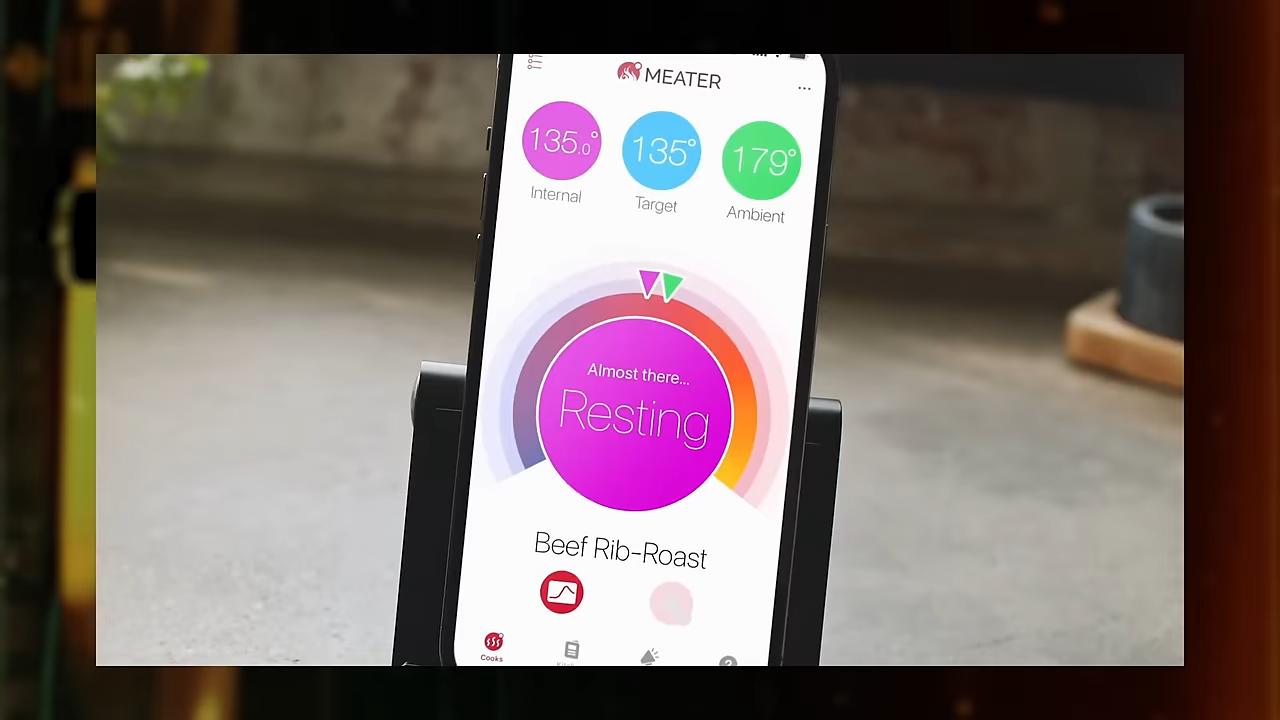 MEATER
...
135.0° 135° 179°
Internal Target Ambient
Almost there...
Resting
Beef Rib-Roast
Cooks
?